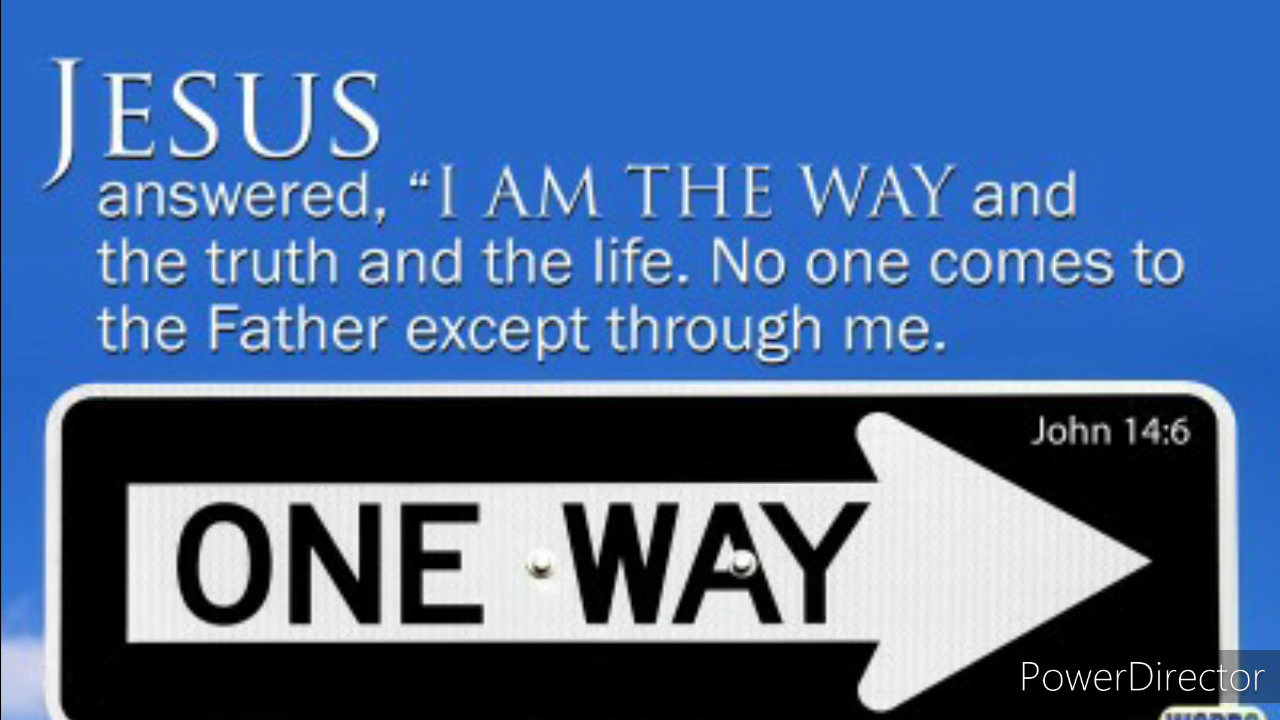 JESUS
answered, “I AM THE WAY and
the truth and the life. No one comes to
the Father except through me.
John 14:6
ONE WAY
PowerDirector